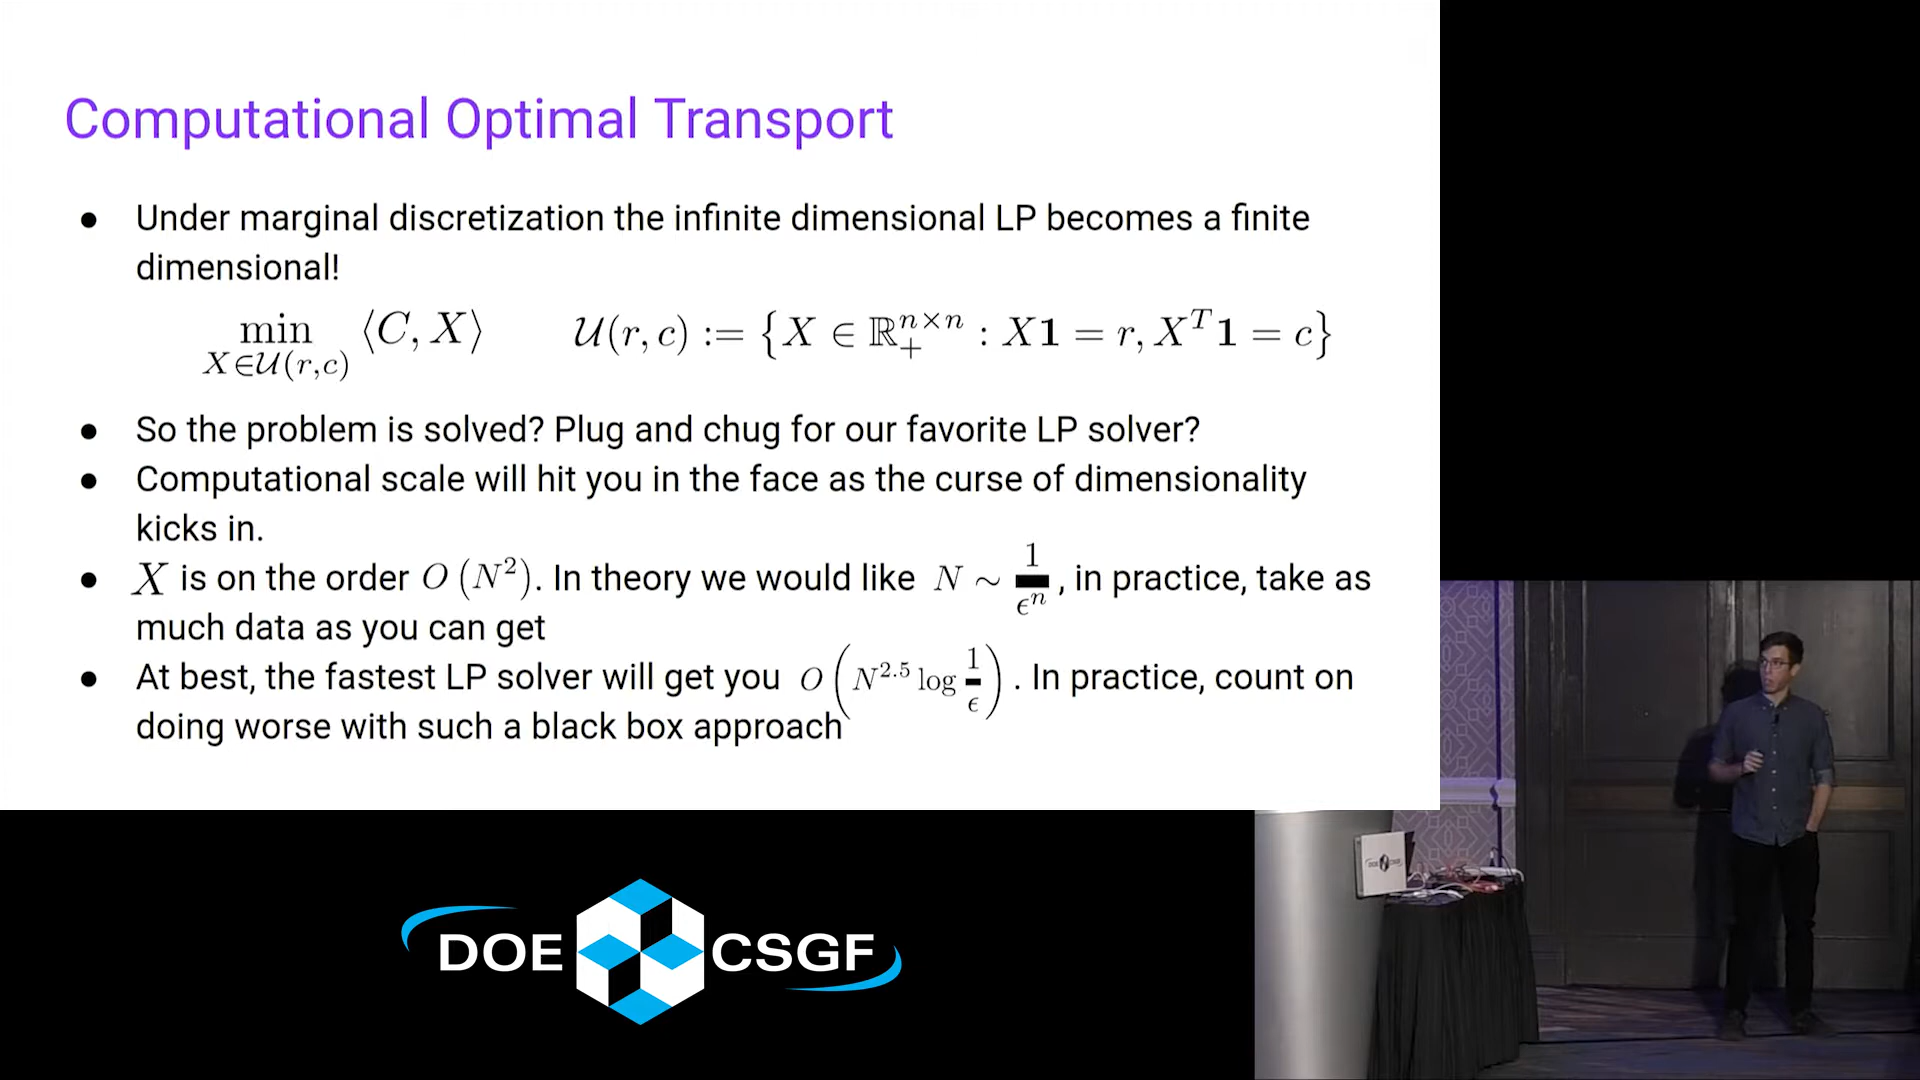 Computational Optimal Transport
● Under marginal discretization the infinite dimensional LP becomes a finite
dimensional!
min_{X∈𝒰(r,c)} ⟨C, X⟩   𝒰(r, c) := {X ∈ ℝ₊^{n×n} : X𝟏 = r, X^T 𝟏 = c}
● So the problem is solved? Plug and chug for our favorite LP solver?
● Computational scale will hit you in the face as the curse of dimensionality
kicks in.
● X is on the order O (N²). In theory we would like N ~ 1/ϵⁿ, in practice, take as
much data as you can get
● At best, the fastest LP solver will get you O (N^{2.5} log 1/ϵ). In practice, count on
doing worse with such a black box approach
DOE CSGF
DOE CSGF